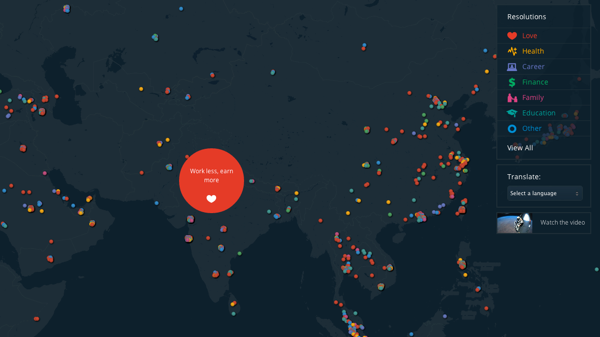 Work less, earn
more
Resolutions
Love
Health
Career
Finance
Family
Education
Other
View All
Translate:
Select a language
Watch the video